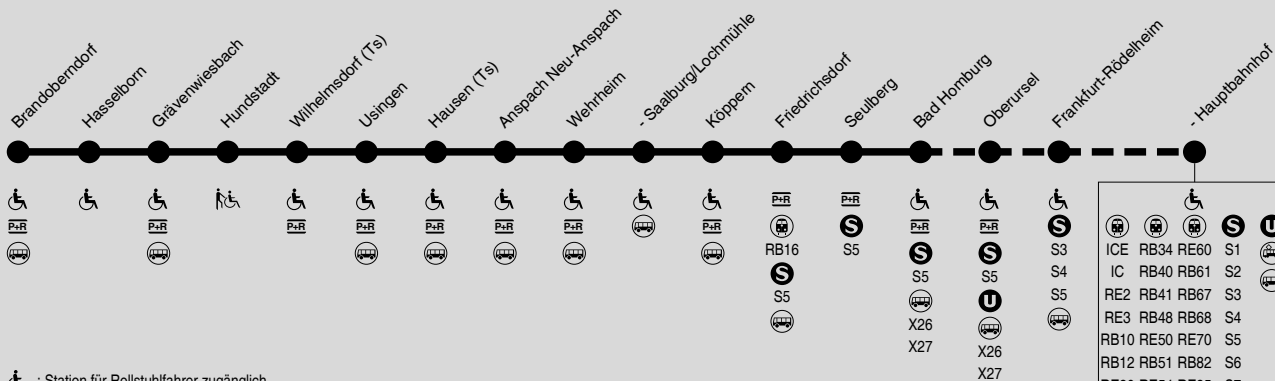 Brandoberndorf
Hasselborn
Grävenwiesbach
Hundstadt
Wilhelmsdorf (Ts)
Usingen
Hausen (Ts)
Anspach Neu-Anspach
Wehrheim
- Saalburg/Lochmühle
Köppern
Friedrichsdorf
Seulberg
Bad Homburg
Oberursel
Frankfurt-Rödelheim
- Hauptbahnhof
P+R
P+R
P+R
P+R
P+R
P+R
P+R
P+R
P+R
RB16
S
S5
P+R
S
S5
P+R
S
S5
X26
X27
P+R
S
S5
U
X26
X27
S
S3
S4
S5
S U
ICE RB34 RE60 S1
IC RB40 RB61 S2
RE2 RB41 RB67 S3
RE3 RB48 RB68 S4
RB10 RE50 RE70 S5
RB12 RB51 RB82 S6
: Station für Rollstuhlfahrer zugänglich